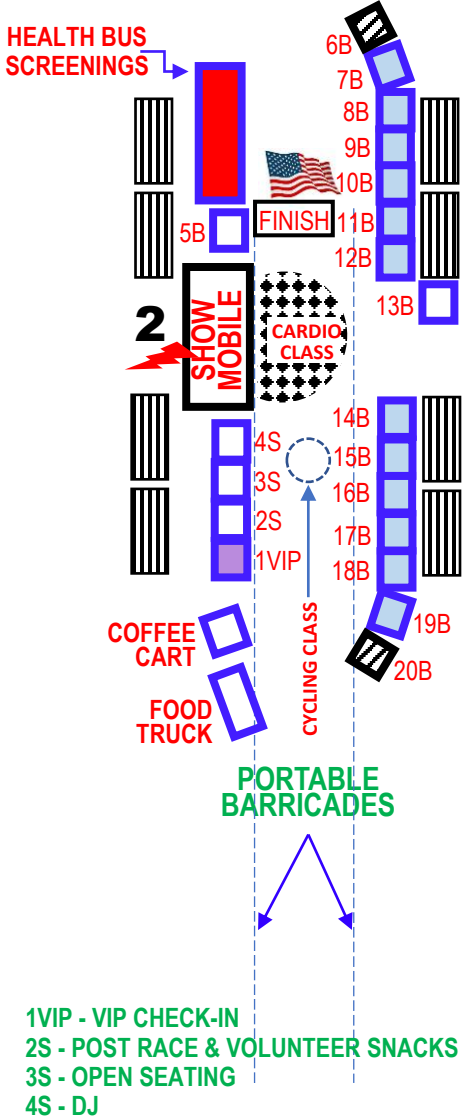 HEALTH BUS
SCREENINGS
6B
7B
8B
9B
10B
5B
FINISH
11B
12B
13B
2
SHOW
MOBILE
CARDIO
CLASS
14B
4S
15B
3S
16B
2S
17B
1VIP
18B
COFFEE
CART
CYCLING CLASS
19B
20B
FOOD
TRUCK
PORTABLE
BARRICADES
1VIP - VIP CHECK-IN
2S - POST RACE & VOLUNTEER SNACKS
3S - OPEN SEATING
4S - DJ